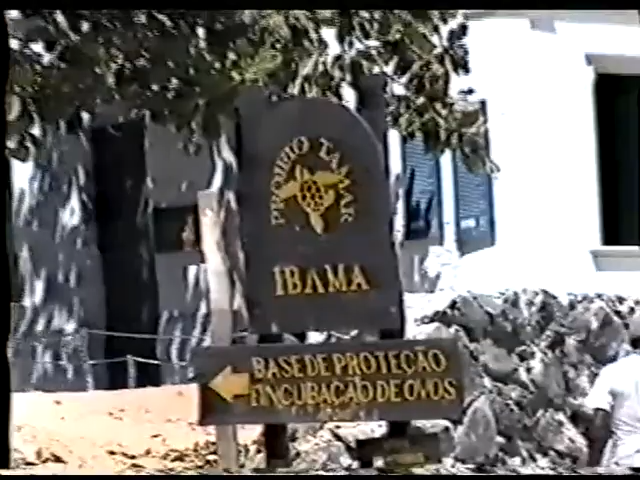 PROJETO TAMAR
IBAMA
BASE DE PROTEÇÃO
E INCUBAÇÃO DE OVOS